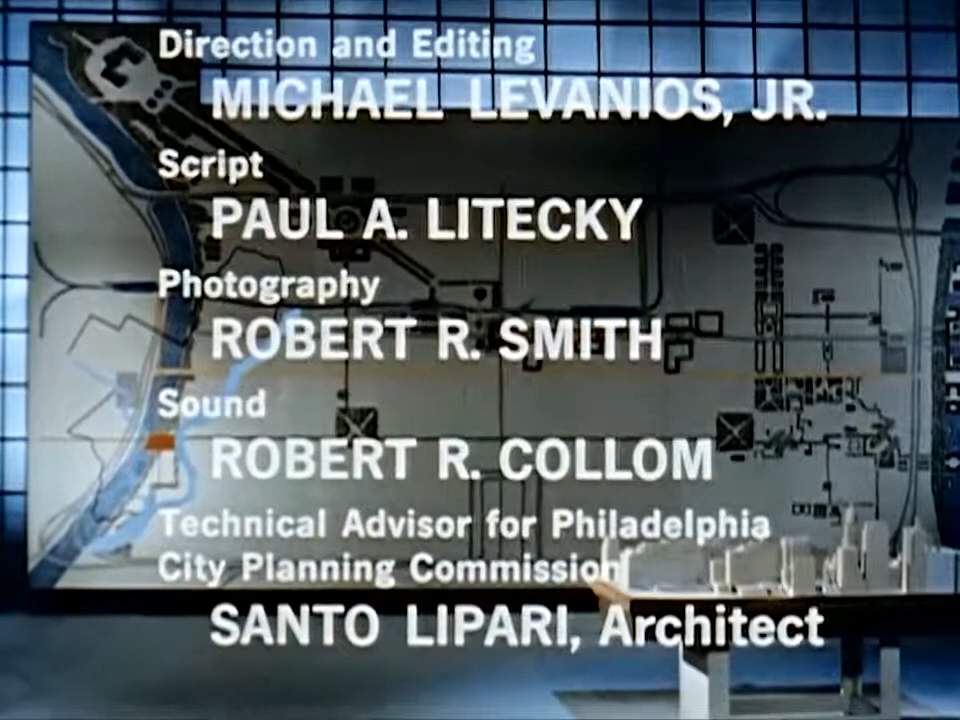 Direction and Editing
MICHAEL LEVANIOS, JR.
Script
PAUL A. LITECKY
Photography
ROBERT R. SMITH
Sound
ROBERT R. COLLOM
Technical Advisor for Philadelphia
City Planning Commission
SANTO LIPARI, Architect